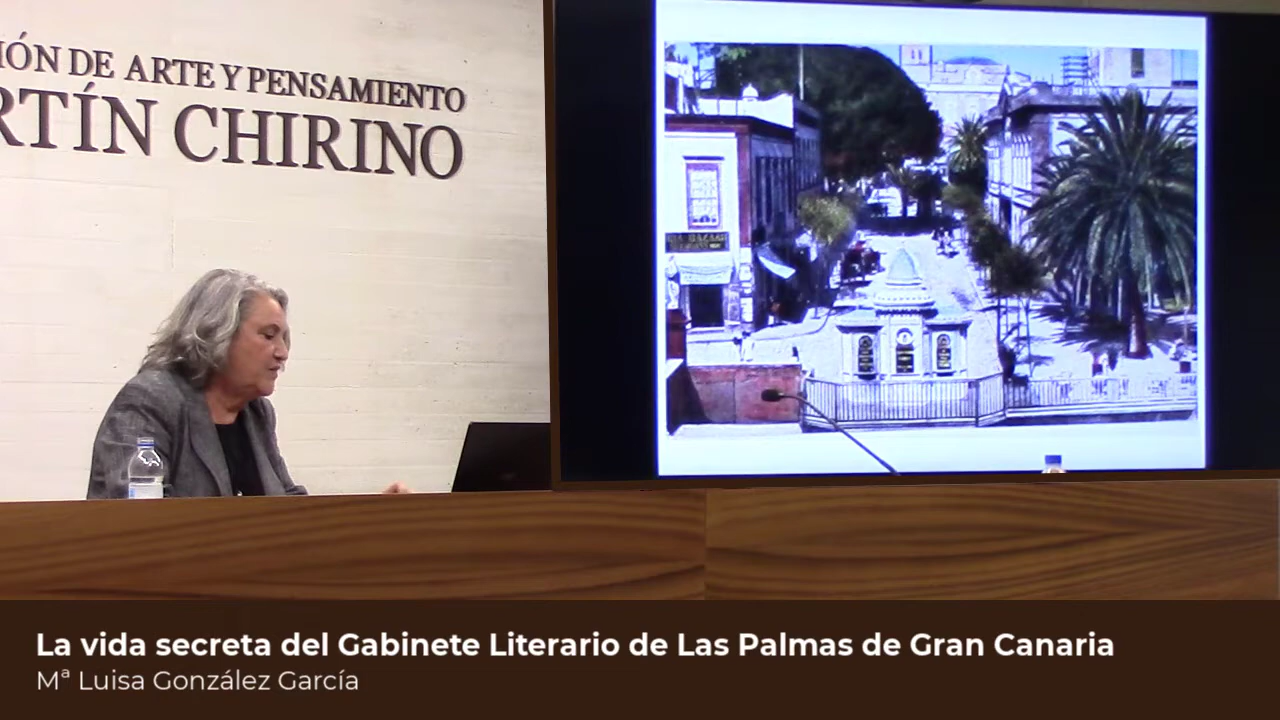 IÓN DE ARTE Y PENSAMIENTO
RTÍN CHIRINO
La vida secreta del Gabinete Literario de Las Palmas de Gran Canaria
Mª Luisa González García